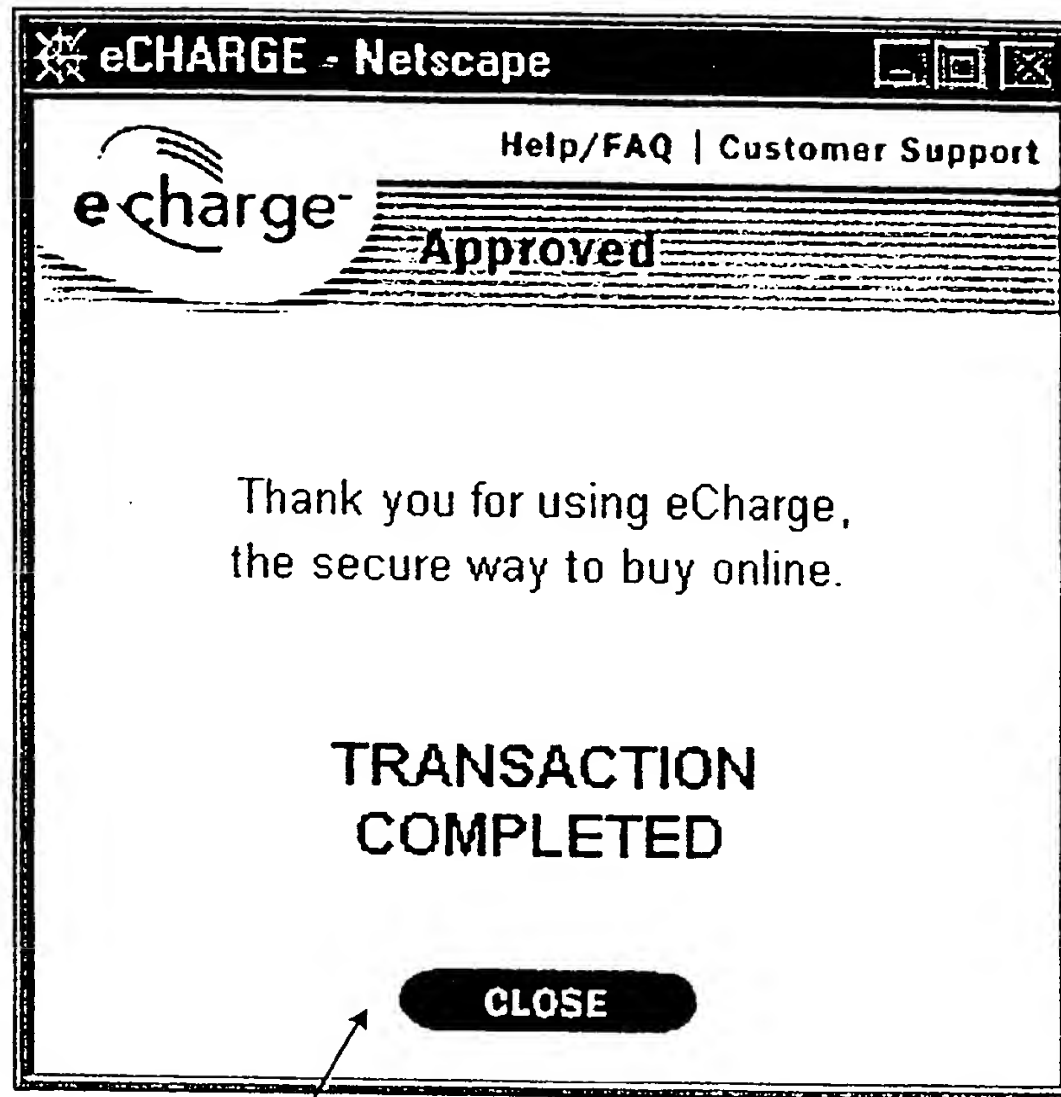 eCHARGE - Netscape
Help/FAQ | Customer Support
echarge
Approved
Thank you for using eCharge,
the secure way to buy online.
TRANSACTION
COMPLETED
CLOSE